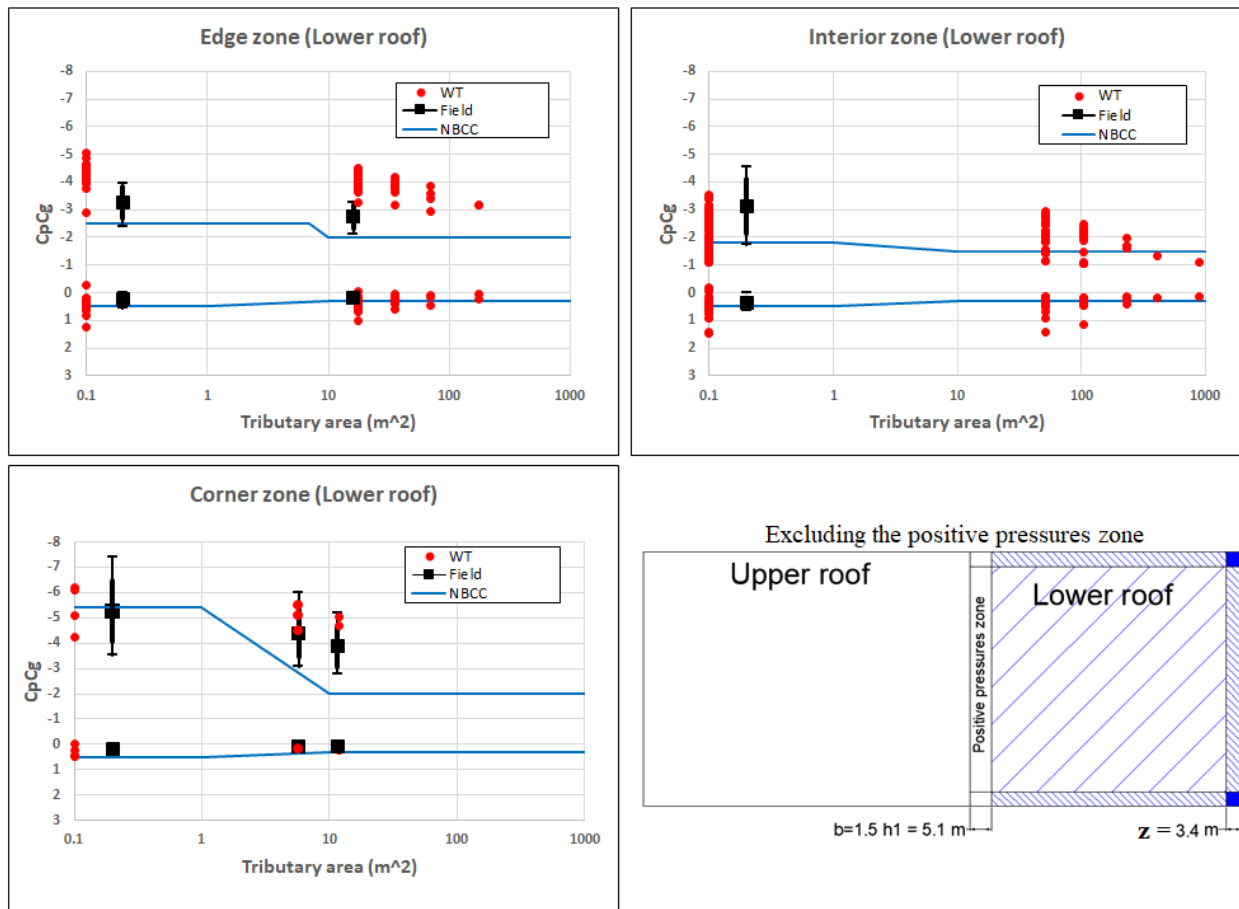 Edge zone (Lower roof)
-8
-7
-6
-5
-4
-3
-2
-1
0
1
2
3
CpCg
WT
Field
NBCC
0.1 1 10 100 1000
Tributary area (m^2)
Interior zone (Lower roof)
-8
-7
-6
-5
-4
-3
-2
-1
0
1
2
3
CpCg
WT
Field
NBCC
0.1 1 10 100 1000
Tributary area (m^2)
Corner zone (Lower roof)
-8
-7
-6
-5
-4
-3
-2
-1
0
1
2
3
CpCg
WT
Field
NBCC
0.1 1 10 100 1000
Tributary area (m^2)
Excluding the positive pressures zone
Upper roof
Positive pressures zone
Lower roof
b=1.5 h1 = 5.1 m
z = 3.4 m